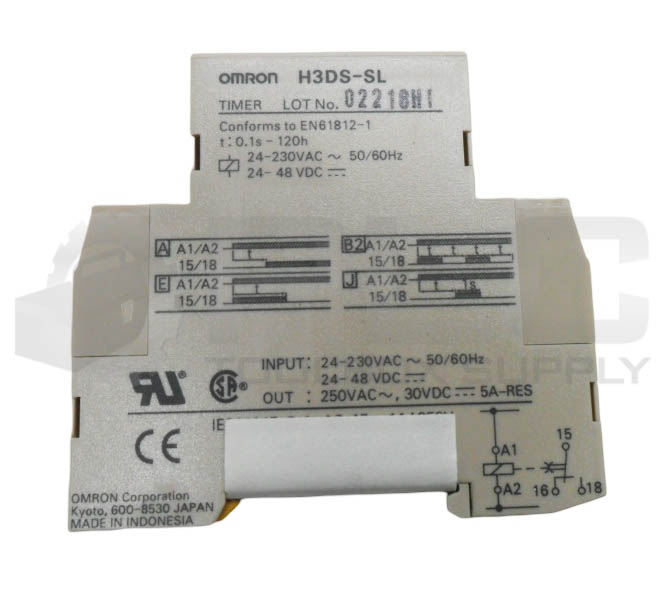 OMRON H3DS-SL
TIMER LOT No. 02218H1
Conforms to EN61812-1
t: 0.1s - 120h
24-230VAC ~ 50/60Hz
24- 48 VDC ⎓
A A1/A2 t
15/18
B2 A1/A2 t t t t
15/18
E A1/A2 t
15/18
J A1/A2 t s
15/18
INPUT: 24-230VAC ~ 50/60Hz
24- 48 VDC ⎓
OUT : 250VAC~, 30VDC ⎓ 5A-RES
CE
OMRON Corporation
Kyoto, 600-8530 JAPAN
MADE IN INDONESIA
A1
A2
15
16
18
SUPPLY